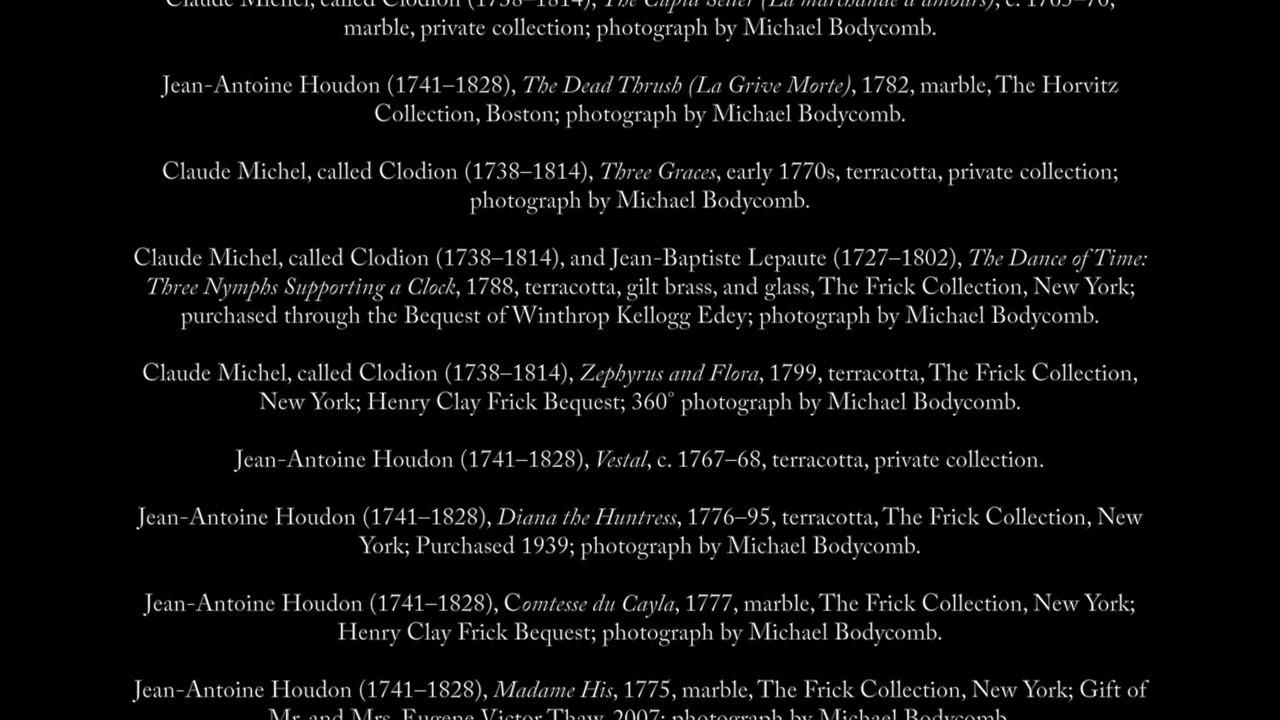 Claude Michel, called Clodion (1738–1814), The Cupid Seller (La marchande d'amours), c. 1765–70,
marble, private collection; photograph by Michael Bodycomb.
Jean-Antoine Houdon (1741–1828), The Dead Thrush (La Grive Morte), 1782, marble, The Horvitz
Collection, Boston; photograph by Michael Bodycomb.
Claude Michel, called Clodion (1738–1814), Three Graces, early 1770s, terracotta, private collection;
photograph by Michael Bodycomb.
Claude Michel, called Clodion (1738–1814), and Jean-Baptiste Lepaute (1727–1802), The Dance of Time:
Three Nymphs Supporting a Clock, 1788, terracotta, gilt brass, and glass, The Frick Collection, New York;
purchased through the Bequest of Winthrop Kellogg Edey; photograph by Michael Bodycomb.
Claude Michel, called Clodion (1738–1814), Zephyrus and Flora, 1799, terracotta, The Frick Collection,
New York; Henry Clay Frick Bequest; 360° photograph by Michael Bodycomb.
Jean-Antoine Houdon (1741–1828), Vestal, c. 1767–68, terracotta, private collection.
Jean-Antoine Houdon (1741–1828), Diana the Huntress, 1776–95, terracotta, The Frick Collection, New
York; Purchased 1939; photograph by Michael Bodycomb.
Jean-Antoine Houdon (1741–1828), Comtesse du Cayla, 1777, marble, The Frick Collection, New York;
Henry Clay Frick Bequest; photograph by Michael Bodycomb.
Jean-Antoine Houdon (1741–1828), Madame His, 1775, marble, The Frick Collection, New York; Gift of
Mr. and Mrs. Eugene Victor Thaw, 2007; photograph by Michael Bodycomb.